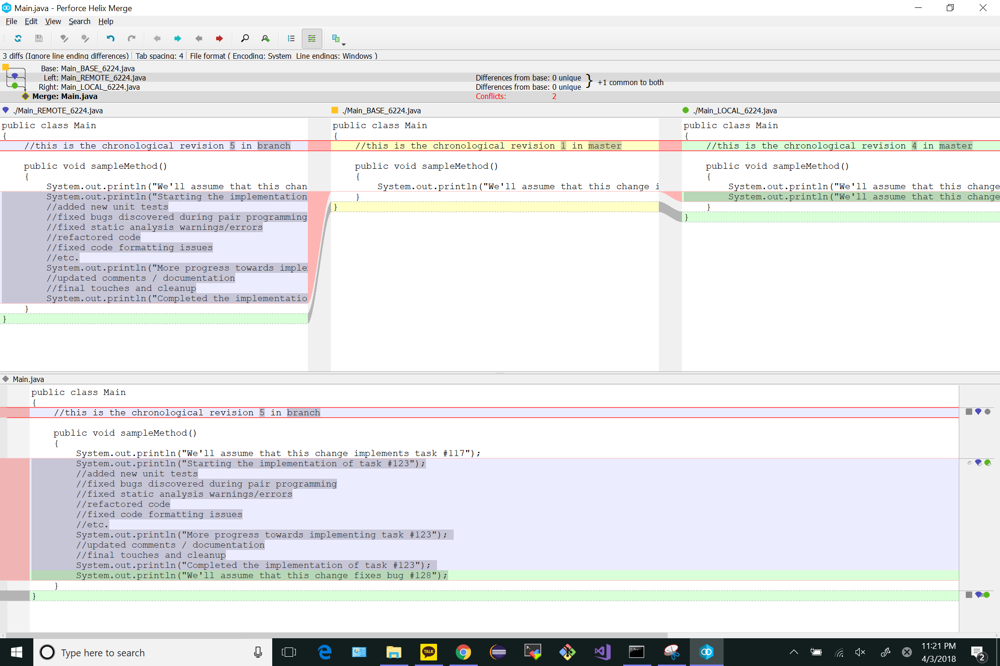 Main.java - Perforce Helix Merge
File Edit View Search Help
3 diffs (Ignore line ending differences) Tab spacing: 4 File format ( Encoding: System Line endings: Windows )
Base: Main_BASE_6224.java
Left: Main_REMOTE_6224.java Differences from base: 0 unique
Right: Main_LOCAL_6224.java Differences from base: 0 unique
} +1 common to both
Merge: Main.java Conflicts: 2
./Main_REMOTE_6224.java
public class Main
{
//this is the chronological revision 5 in branch
public void sampleMethod()
{
System.out.println("We'll assume that this chan
System.out.println("Starting the implementation
//added new unit tests
//fixed bugs discovered during pair programming
//fixed static analysis warnings/errors
//refactored code
//fixed code formatting issues
//etc.
System.out.println("More progress towards imple
//updated comments / documentation
//final touches and cleanup
System.out.println("Completed the implementatio
}
}
./Main_BASE_6224.java
public class Main
{
//this is the chronological revision 1 in master
public void sampleMethod()
{
System.out.println("We'll assume that this change i
}
}
./Main_LOCAL_6224.java
public class Main
{
//this is the chronological revision 4 in master
public void sampleMethod()
{
System.out.println("We'll assume that this change
System.out.println("We'll assume that this change
}
}
Main.java
public class Main
{
//this is the chronological revision 5 in branch
public void sampleMethod()
{
System.out.println("We'll assume that this change implements task #117");
System.out.println("Starting the implementation of task #123");
//added new unit tests
//fixed bugs discovered during pair programming
//fixed static analysis warnings/errors
//refactored code
//fixed code formatting issues
//etc.
System.out.println("More progress towards implementing task #123");
//updated comments / documentation
//final touches and cleanup
System.out.println("Completed the implementation of task #123");
System.out.println("We'll assume that this change fixes bug #128");
}
}
Type here to search
TALK
11:21 PM
4/3/2018
2